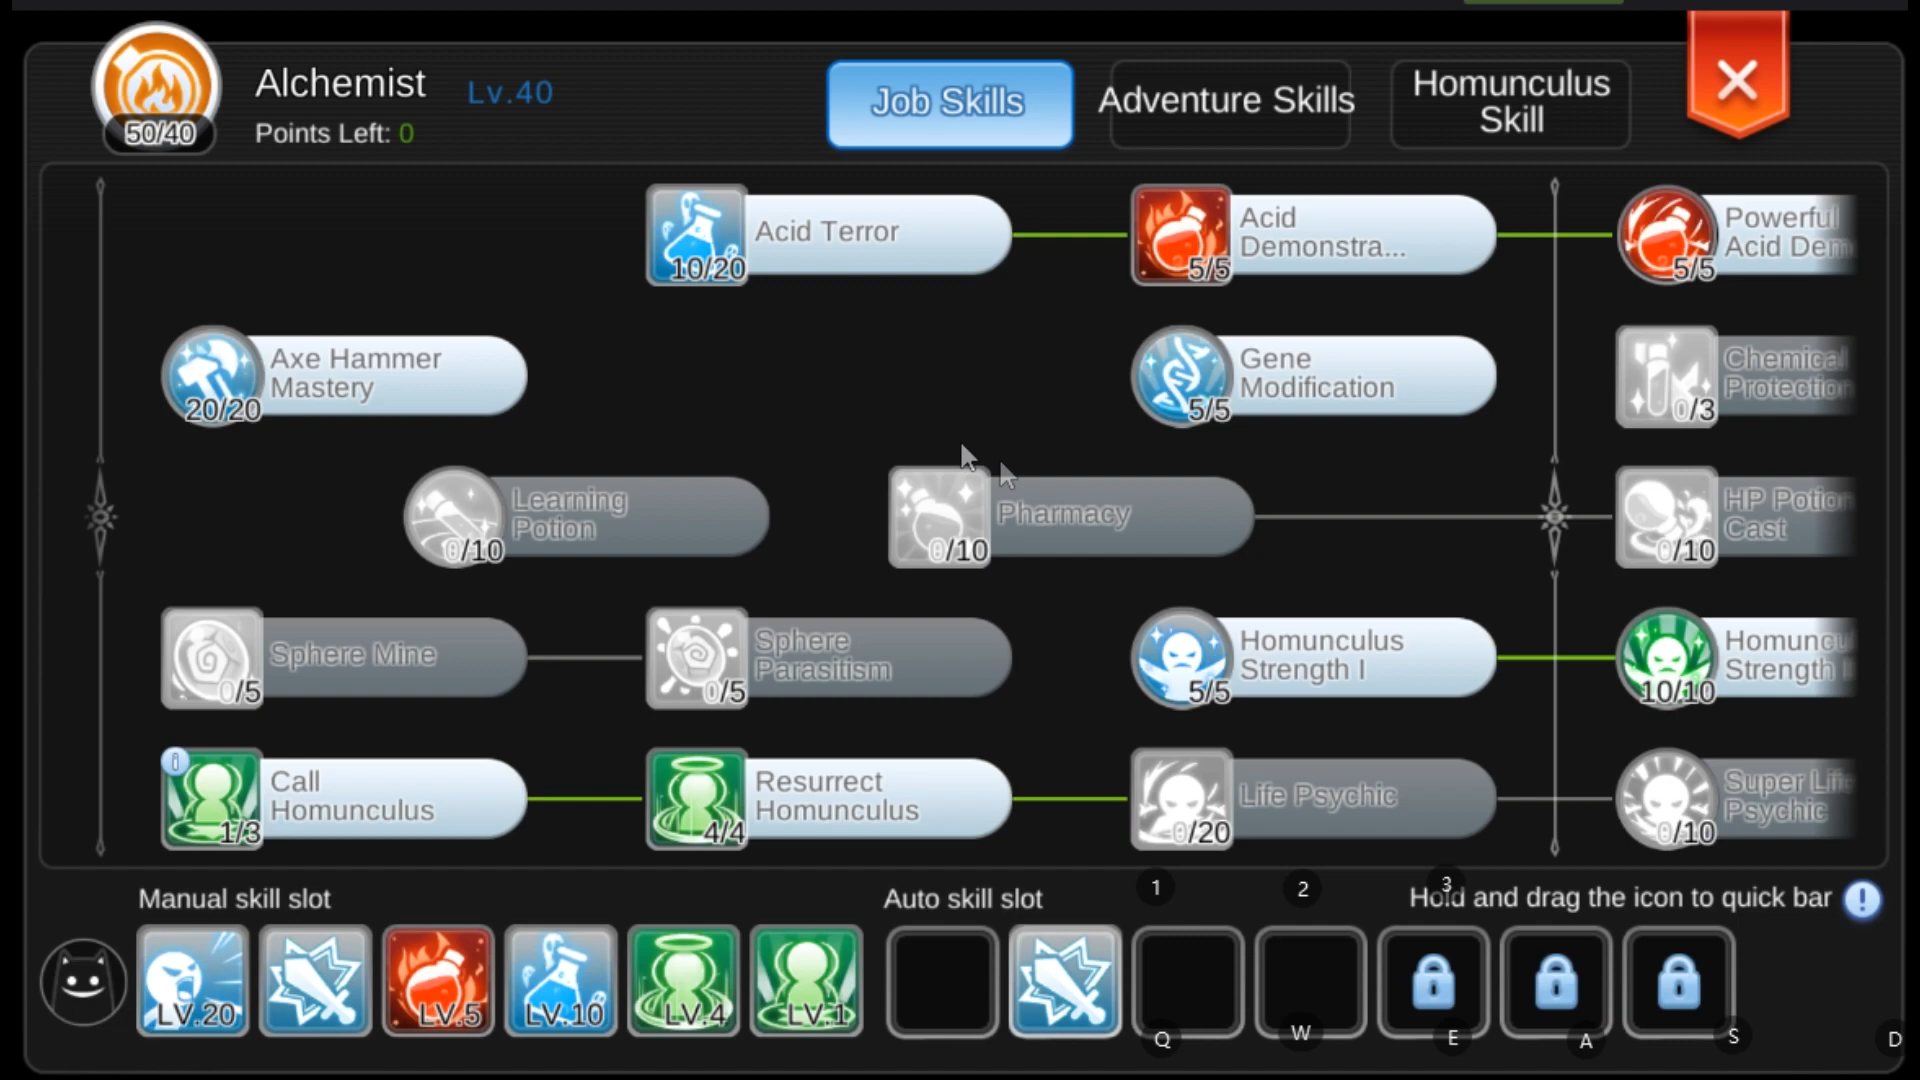 Alchemist Lv.40
50/40
Points Left: 0
Job Skills
Adventure Skills
Homunculus
Skill
Acid Terror
10/20
Acid
Demonstra...
5/5
Powerful
Acid Dem
5/5
Axe Hammer
Mastery
20/20
Gene
Modification
5/5
Chemical
Protection
0/3
Learning
Potion
0/10
Pharmacy
0/10
HP Potion
Cast
0/10
Sphere Mine
0/5
Sphere
Parasitism
0/5
Homunculus
Strength I
5/5
Homuncu
Strength
10/10
Call
Homunculus
1/3
Resurrect
Homunculus
4/4
Life Psychic
0/20
Super Life
Psychic
0/10
Manual skill slot
Auto skill slot
1
2
3
Hold and drag the icon to quick bar
LV.20
LV.5
LV.10
LV.4
LV.1
Q
W
E
A
S
D